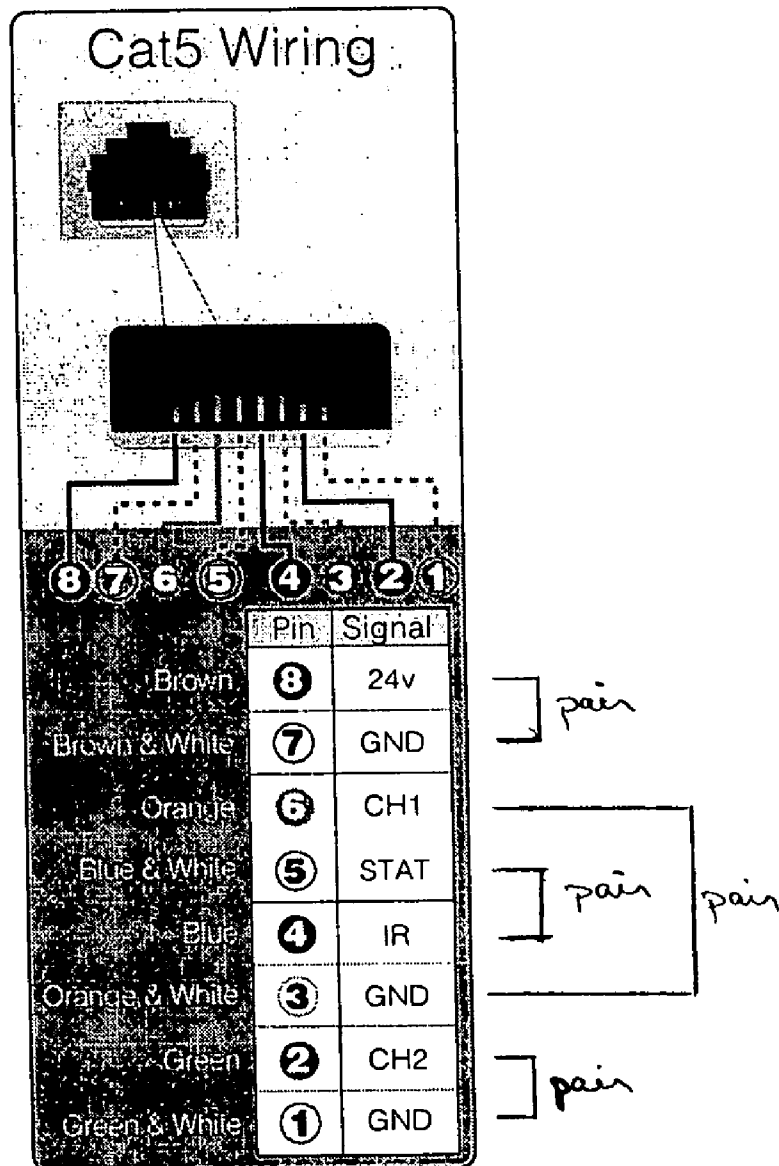 Cat5 Wiring
8 7 6 5 4 3 2 1
Pin Signal
Brown 8 24v
pair
Brown & White 7 GND
Orange 6 CH1
Blue & White 5 STAT
pair
pair
Blue 4 IR
Orange & White 3 GND
Green 2 CH2
pair
Green & White 1 GND